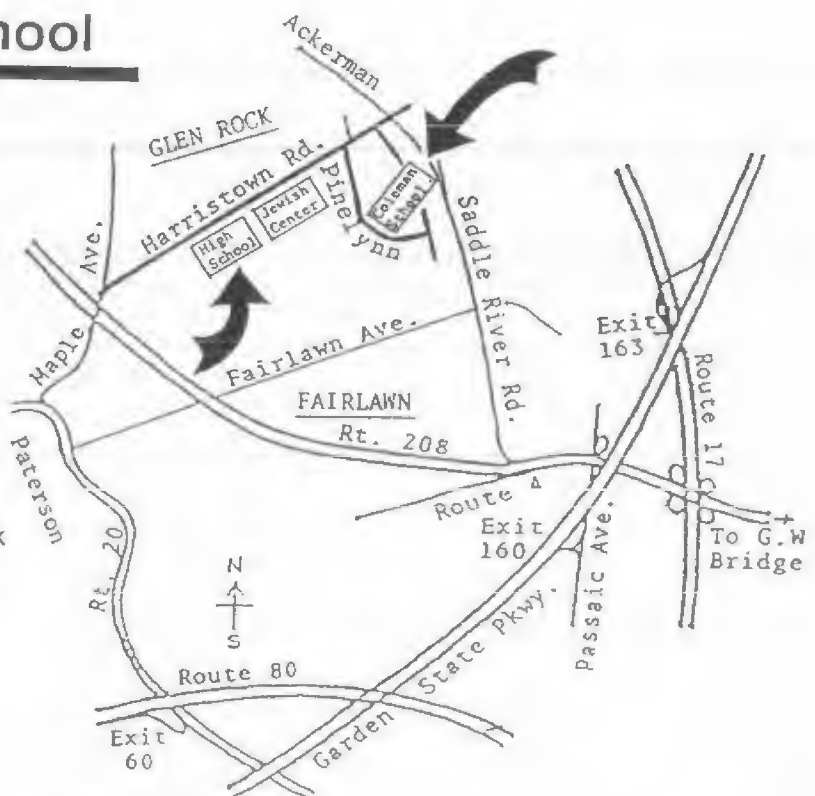 hool
Ackerman
GLEN ROCK
Harristown Rd.
Pinelynn
Coleman
School
Jewish
Center
High
School
Maple Ave.
Saddle River Rd.
Fairlawn Ave.
FAIRLAWN
Rt. 208
Exit
163
Route 17
Route 4
Exit
160
Passaic Ave.
To G.W
Bridge
Paterson
Rt. 20
N
S
Route 80
Exit
60
Garden State Pkwy.